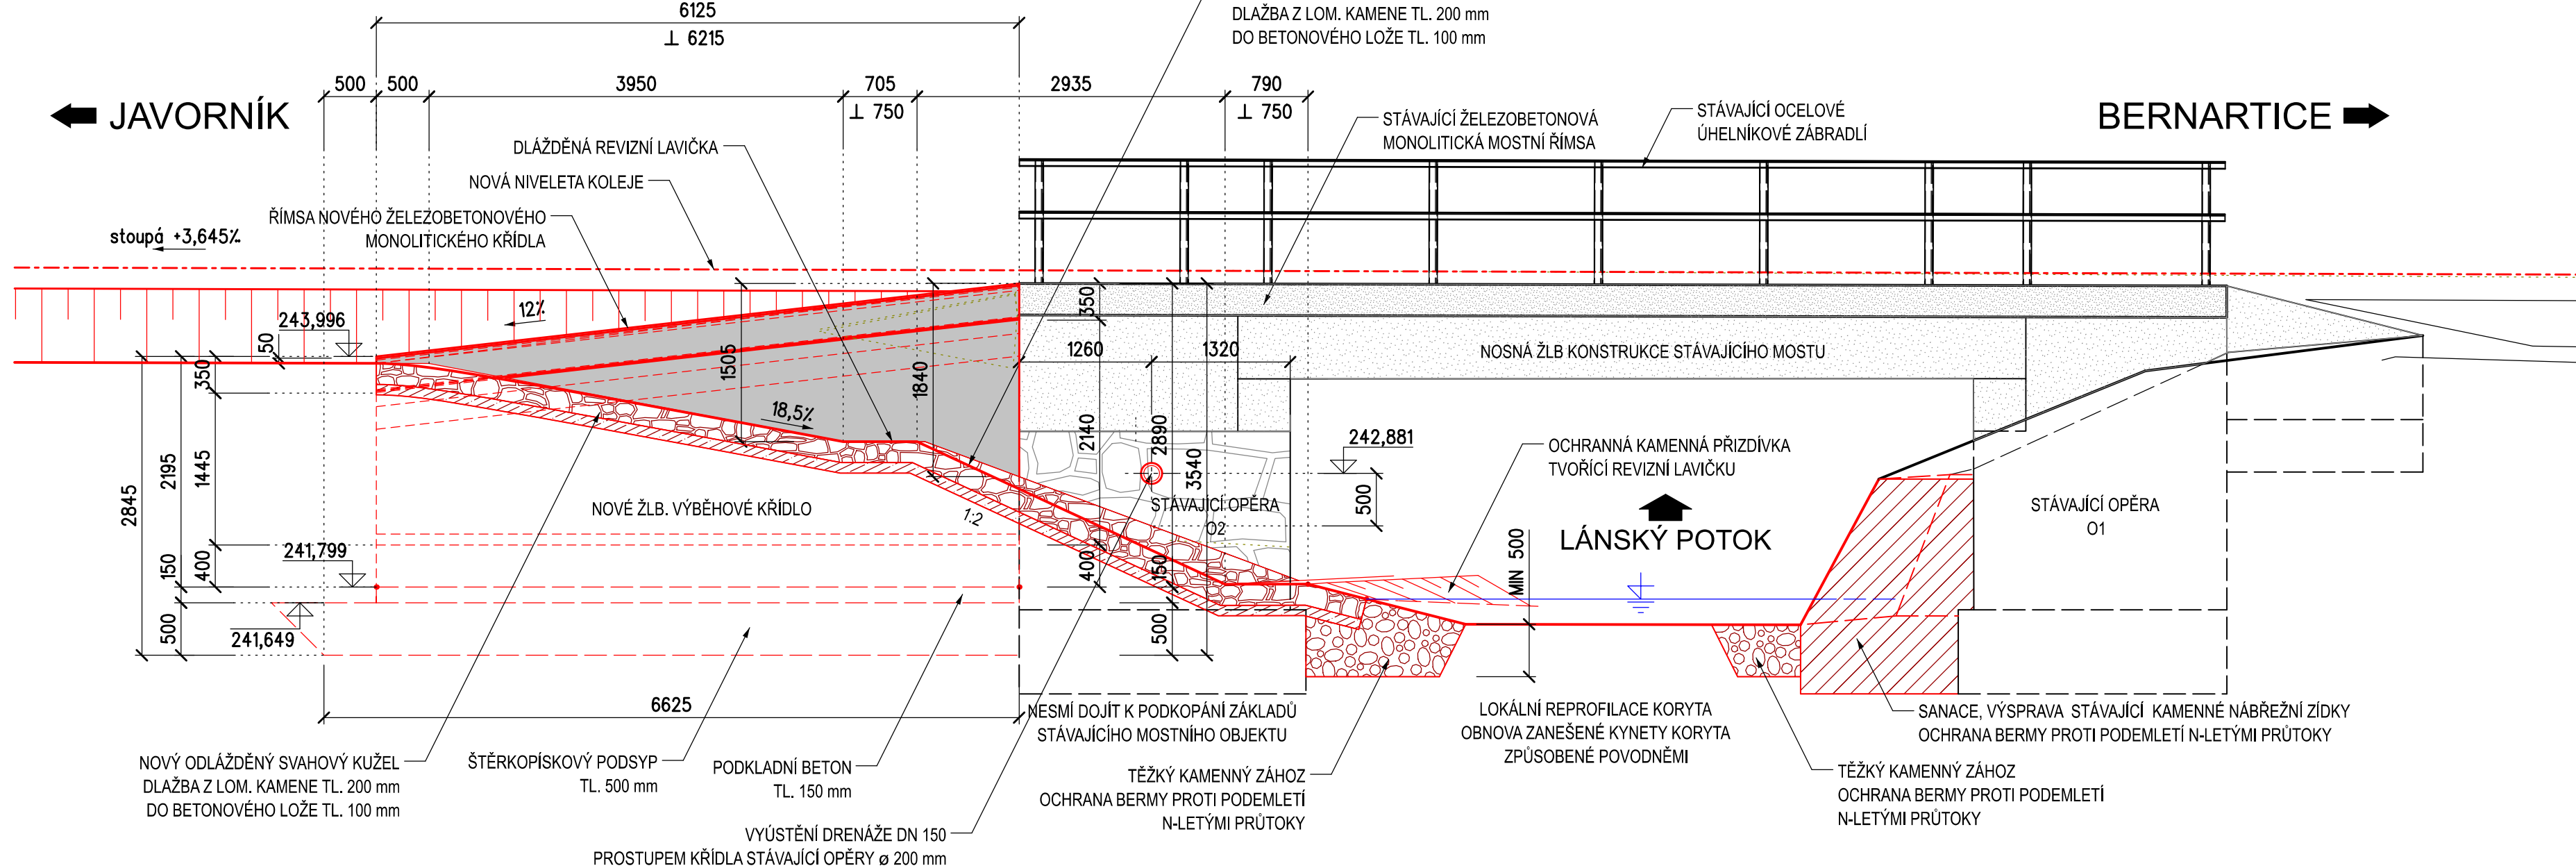 6125
⊥ 6215
DLAŽBA Z LOM. KAMENE TL. 200 mm
DO BETONOVÉHO LOŽE TL. 100 mm
500
500
3950
705
⊥ 750
2935
790
⊥ 750
JAVORNÍK
BERNARTICE
DLÁŽDĚNÁ REVIZNÍ LAVIČKA
NOVÁ NIVELETA KOLEJE
ŘÍMSA NOVÉHO ŽELEZOBETONOVÉHO
MONOLITICKÉHO KŘÍDLA
stoupá +3,645%.
STÁVAJÍCÍ ŽELEZOBETONOVÁ
MONOLITICKÁ MOSTNÍ ŘÍMSA
STÁVAJÍCÍ OCELOVÉ
ÚHELNÍKOVÉ ZÁBRADLÍ
12%
243,996
50
350
1505
1840
350
1260
1320
NOSNÁ ŽLB KONSTRUKCE STÁVAJÍCÍHO MOSTU
18,5%
2845
2195
1445
2140
2890
3540
242,881
500
OCHRANNÁ KAMENNÁ PŘIZDÍVKA
TVOŘÍCÍ REVIZNÍ LAVIČKU
NOVÉ ŽLB. VÝBĚHOVÉ KŘÍDLO
1:2
STÁVAJÍCÍ OPĚRA
O2
STÁVAJÍCÍ OPĚRA
O1
LÁNSKÝ POTOK
MIN 500
241,799
150
400
400
150
500
241,649
500
6625
NESMÍ DOJÍT K PODKOPÁNÍ ZÁKLADŮ
STÁVAJÍCÍHO MOSTNÍHO OBJEKTU
LOKÁLNÍ REPROFILACE KORYTA
OBNOVA ZANEŠENÉ KYNETY KORYTA
ZPŮSOBENÉ POVODNĚMI
SANACE, VÝSPRAVA STÁVAJÍCÍ KAMENNÉ NÁBŘEŽNÍ ZÍDKY
OCHRANA BERMY PROTI PODEMLETÍ N-LETÝMI PRŮTOKY
NOVÝ ODLÁŽDĚNÝ SVAHOVÝ KUŽEL
DLAŽBA Z LOM. KAMENE TL. 200 mm
DO BETONOVÉHO LOŽE TL. 100 mm
ŠTĚRKOPÍSKOVÝ PODSYP
TL. 500 mm
PODKLADNÍ BETON
TL. 150 mm
TĚŽKÝ KAMENNÝ ZÁHOZ
OCHRANA BERMY PROTI PODEMLETÍ
N-LETÝMI PRŮTOKY
TĚŽKÝ KAMENNÝ ZÁHOZ
OCHRANA BERMY PROTI PODEMLETÍ
N-LETÝMI PRŮTOKY
VYÚSTĚNÍ DRENÁŽE DN 150
PROSTUPEM KŘÍDLA STÁVAJÍCÍ OPĚRY ø 200 mm